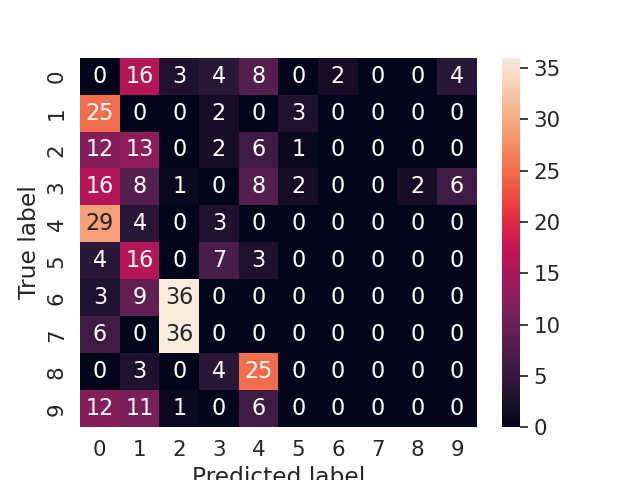 0 0 16 3 4 8 0 2 0 0 4
1 25 0 0 2 0 3 0 0 0 0
2 12 13 0 2 6 1 0 0 0 0
3 16 8 1 0 8 2 0 0 2 6
4 29 4 0 3 0 0 0 0 0 0
5 4 16 0 7 3 0 0 0 0 0
6 3 9 36 0 0 0 0 0 0 0
7 6 0 36 0 0 0 0 0 0 0
8 0 3 0 4 25 0 0 0 0 0
9 12 11 1 0 6 0 0 0 0 0
0 1 2 3 4 5 6 7 8 9
Predicted label
True label
35
30
25
20
15
10
5
0